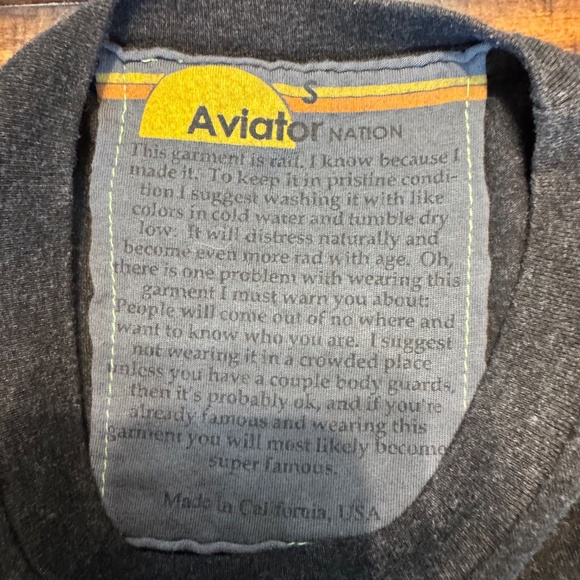 S
Aviator NATION
This garment is rad. I know because I
made it. To keep it in pristine condi-
tion I suggest washing it with like
colors in cold water and tumble dry
low. It will distress naturally and
become even more rad with age. Oh,
there is one problem with wearing this
garment I must warn you about:
People will come out of no where and
want to know who you are. I suggest
not wearing it in a crowded place
unless you have a couple body guards,
then it's probably ok, and if you're
already famous and wearing this
garment you will most likely become
super famous.
Made in California, USA